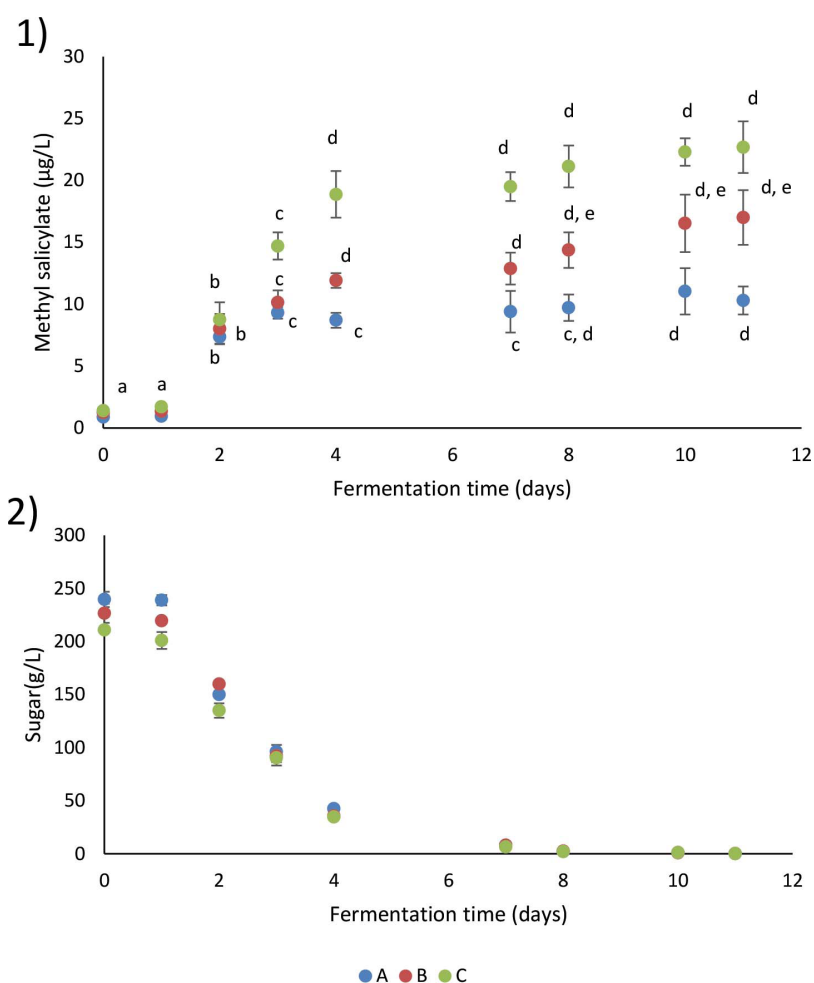 1)
30
25
20
15
10
5
0
Methyl salicylate (µg/L)
a
a
b
b
b
c
c
c
d
d
c
d
d
c
d
d, e
c, d
d
d, e
d
d
d, e
d
0 2 4 6 8 10 12
Fermentation time (days)
2)
300
250
200
150
100
50
0
Sugar(g/L)
0 2 4 6 8 10 12
Fermentation time (days)
A B C